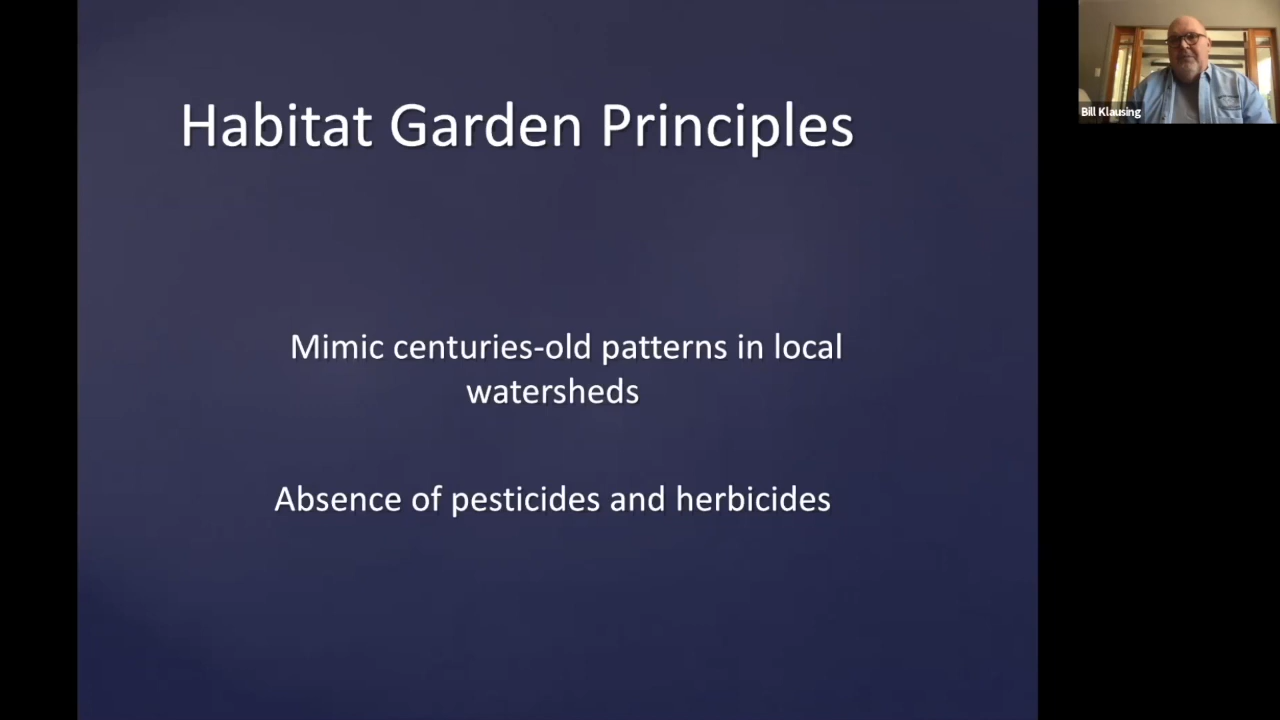 Habitat Garden Principles
Mimic centuries-old patterns in local
watersheds
Absence of pesticides and herbicides
Bill Klausing